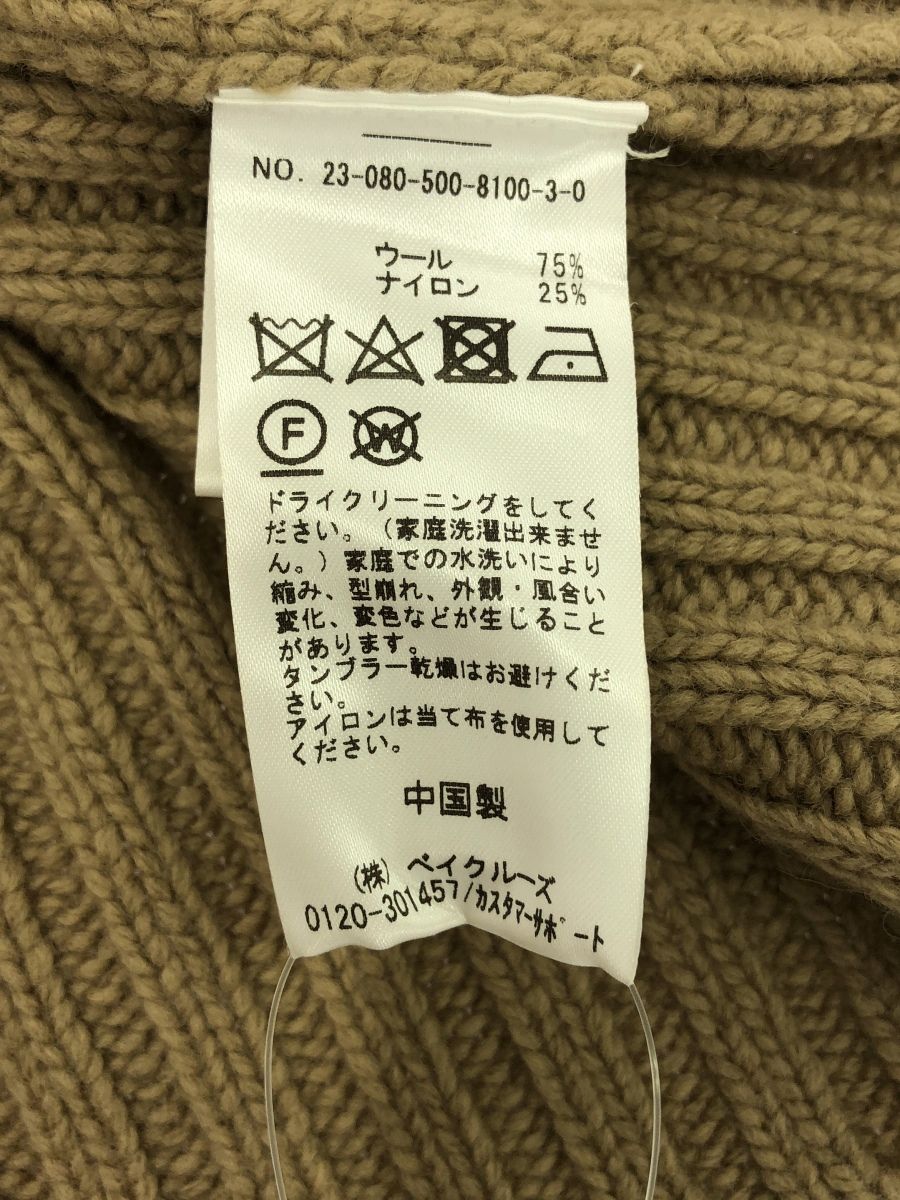 NO. 23-080-500-8100-3-0
ウール 75%
ナイロン 25%
F W
ドライクリーニングをしてく
ださい。（家庭洗濯出来ませ
ん。）家庭での水洗いにより
縮み、型崩れ、外観・風合い
変化、変色などが生じること
があります。
タンブラー乾燥はお避けくだ
さい。
アイロンは当て布を使用して
ください。
中国製
(株) ベイクルーズ
0120-301457/カスタマーサポート